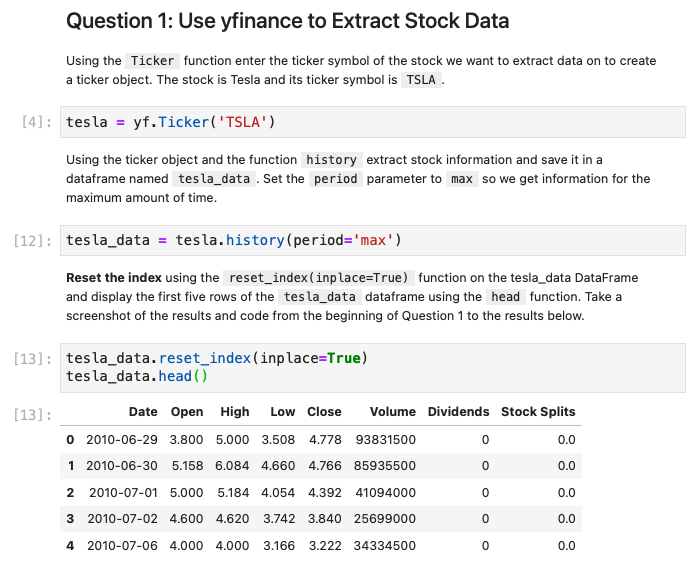 Question 1: Use yfinance to Extract Stock Data
Using the Ticker function enter the ticker symbol of the stock we want to extract data on to create
a ticker object. The stock is Tesla and its ticker symbol is TSLA .
[4]: tesla = yf.Ticker('TSLA')
Using the ticker object and the function history extract stock information and save it in a
dataframe named tesla_data . Set the period parameter to max so we get information for the
maximum amount of time.
[12]: tesla_data = tesla.history(period='max')
Reset the index using the reset_index(inplace=True) function on the tesla_data DataFrame
and display the first five rows of the tesla_data dataframe using the head function. Take a
screenshot of the results and code from the beginning of Question 1 to the results below.
[13]: tesla_data.reset_index(inplace=True)
tesla_data.head()
[13]: Date Open High Low Close Volume Dividends Stock Splits
0 2010-06-29 3.800 5.000 3.508 4.778 93831500 0 0.0
1 2010-06-30 5.158 6.084 4.660 4.766 85935500 0 0.0
2 2010-07-01 5.000 5.184 4.054 4.392 41094000 0 0.0
3 2010-07-02 4.600 4.620 3.742 3.840 25699000 0 0.0
4 2010-07-06 4.000 4.000 3.166 3.222 34334500 0 0.0